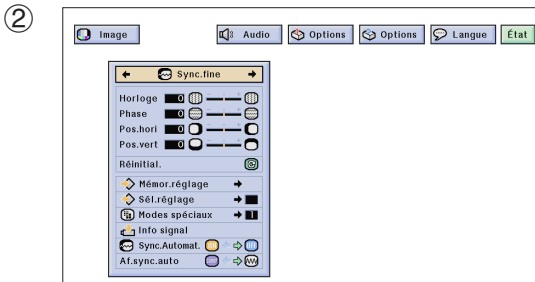 ②
Image Audio Options Options Langue État
Sync.fine
Horloge 0
Phase 0
Pos.hori 0
Pos.vert 0
Réinitial.
Mémor.réglage
Sél.réglage
Modes spéciaux 1
Info signal
Sync.Automat.
Af.sync.auto